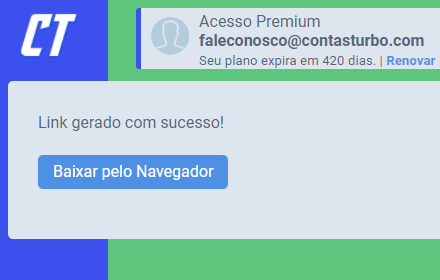 CT
Acesso Premium
faleconosco@contasturbo.com
Seu plano expira em 420 dias. | Renovar
Link gerado com sucesso!
Baixar pelo Navegador